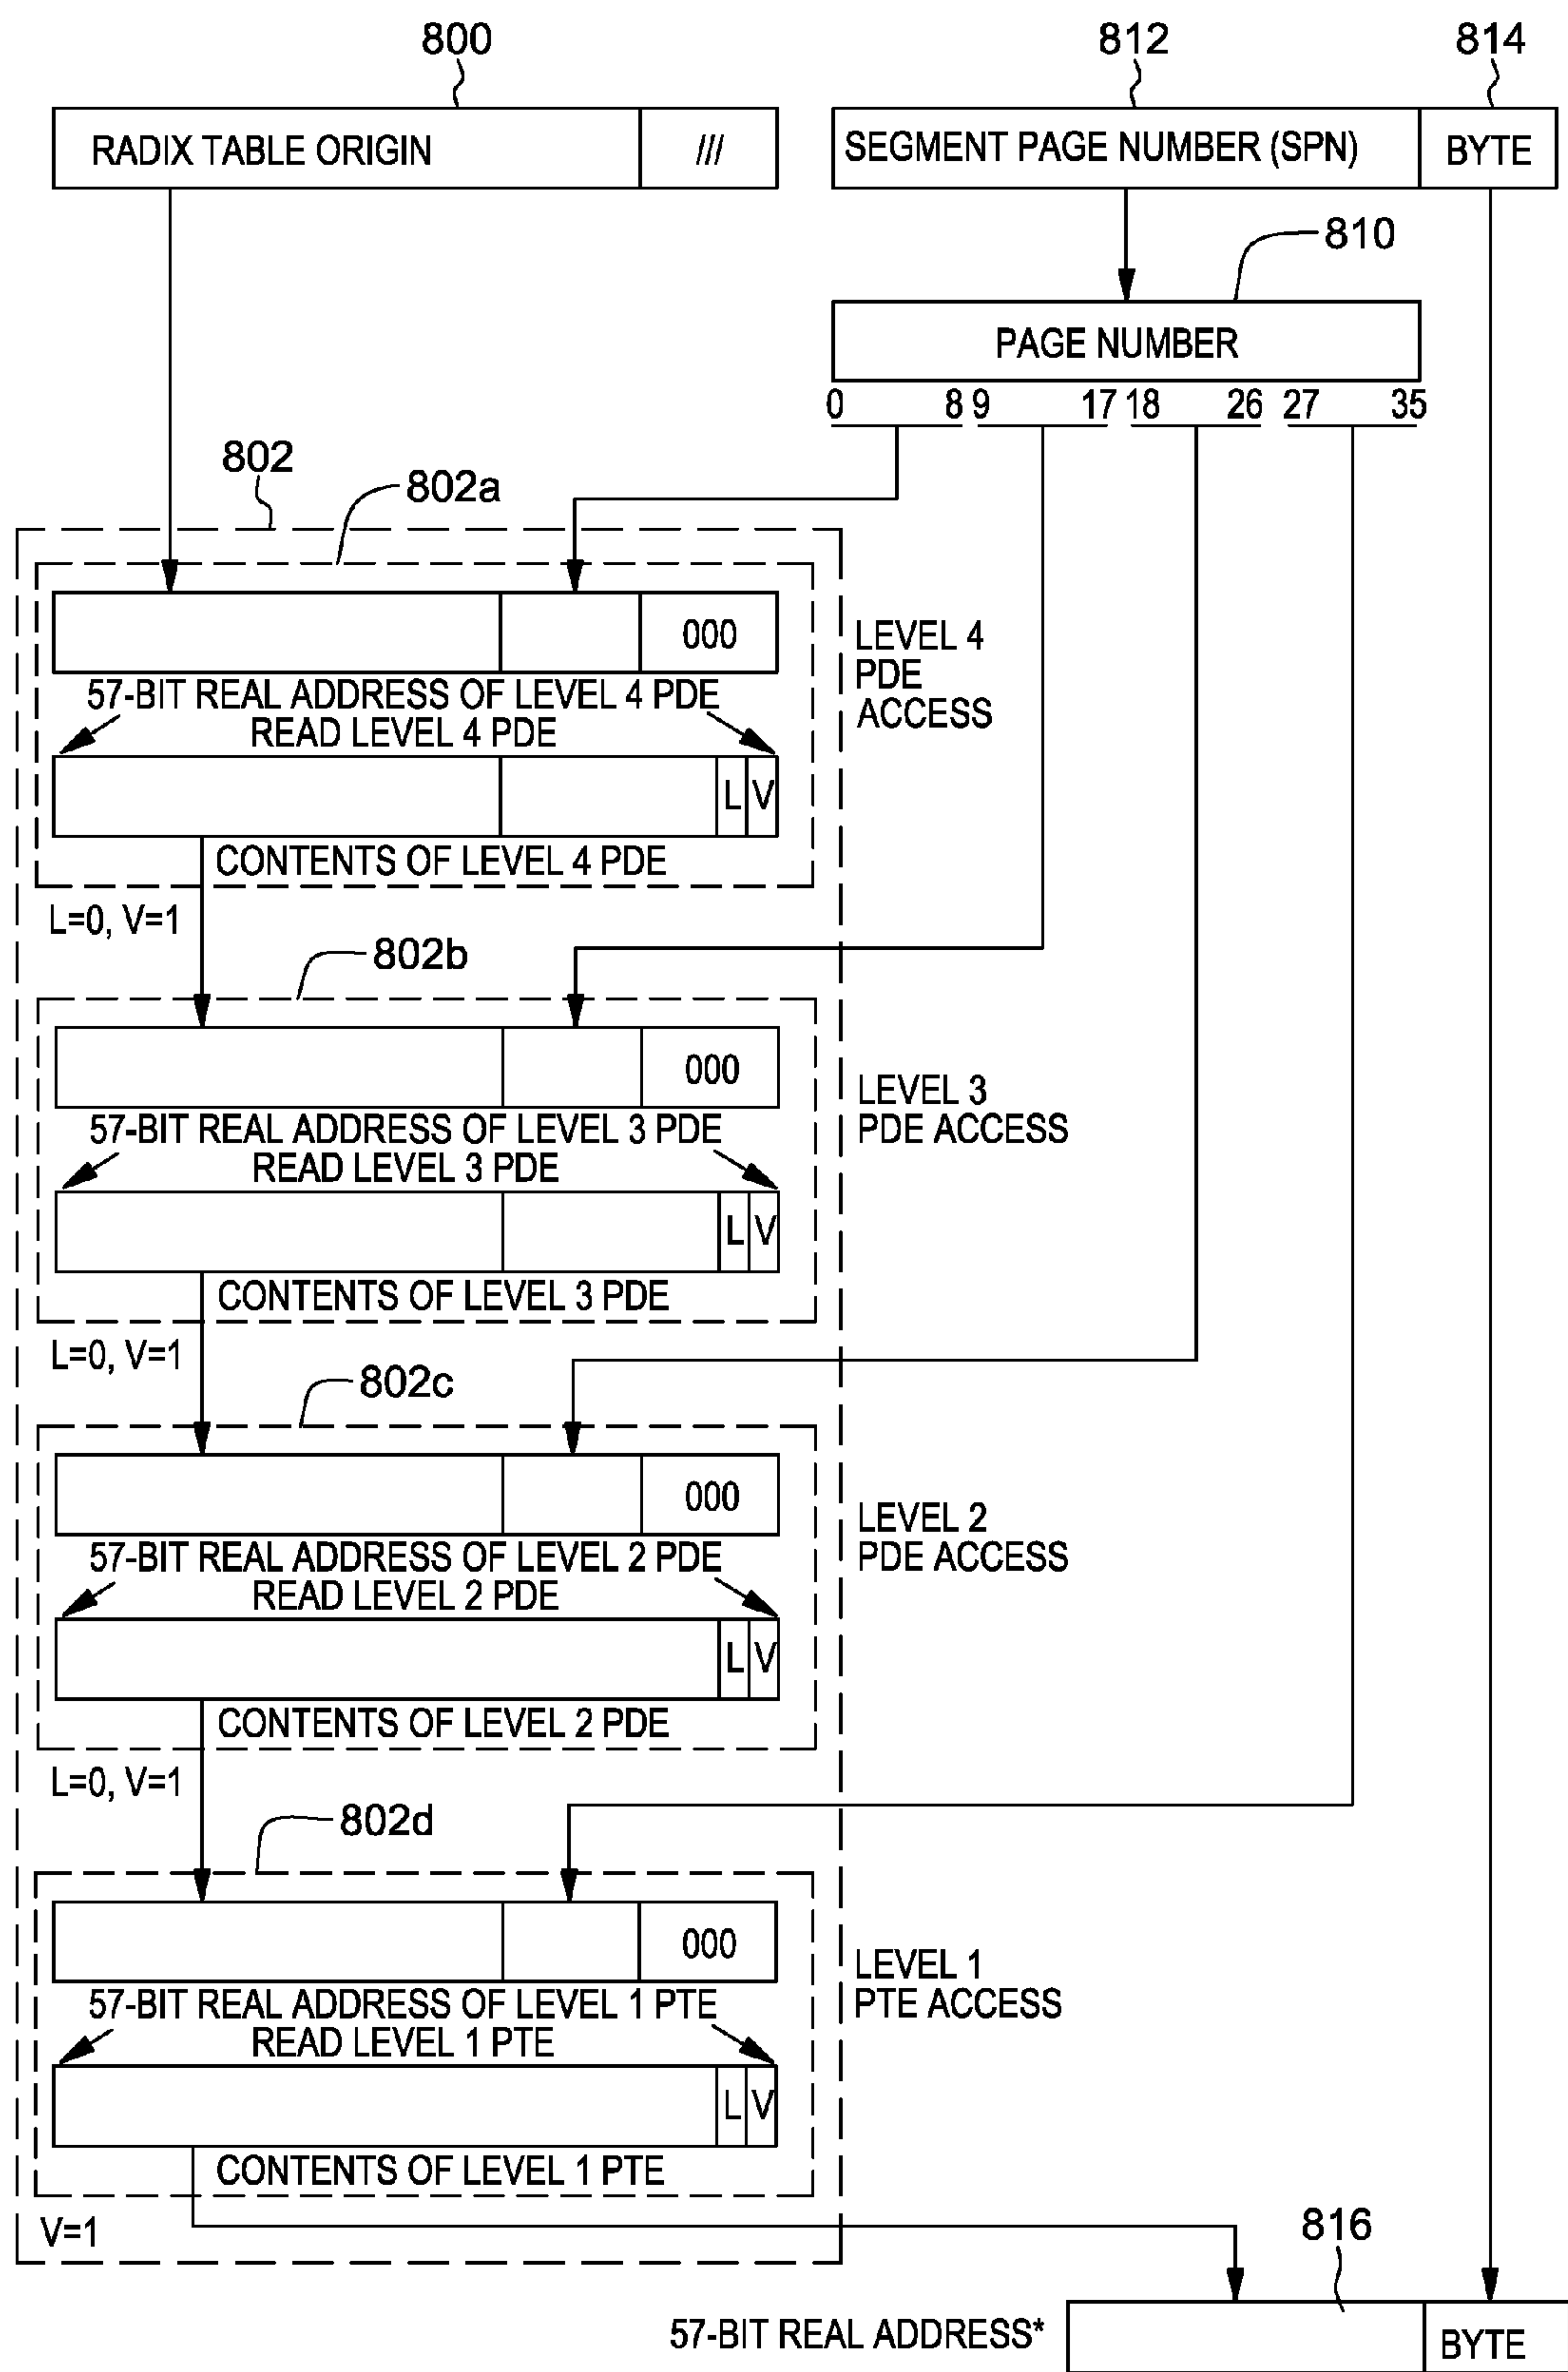 800
812
814
RADIX TABLE ORIGIN
///
SEGMENT PAGE NUMBER (SPN)
BYTE
810
PAGE NUMBER
0 8 9 17 18 26 27 35
802
802a
000
LEVEL 4
PDE
ACCESS
57-BIT REAL ADDRESS OF LEVEL 4 PDE
READ LEVEL 4 PDE
L V
CONTENTS OF LEVEL 4 PDE
L=0, V=1
802b
000
LEVEL 3
PDE ACCESS
57-BIT REAL ADDRESS OF LEVEL 3 PDE
READ LEVEL 3 PDE
L V
CONTENTS OF LEVEL 3 PDE
L=0, V=1
802c
000
LEVEL 2
PDE ACCESS
57-BIT REAL ADDRESS OF LEVEL 2 PDE
READ LEVEL 2 PDE
L V
CONTENTS OF LEVEL 2 PDE
L=0, V=1
802d
000
LEVEL 1
PTE ACCESS
57-BIT REAL ADDRESS OF LEVEL 1 PTE
READ LEVEL 1 PTE
L V
CONTENTS OF LEVEL 1 PTE
V=1
816
57-BIT REAL ADDRESS*
BYTE